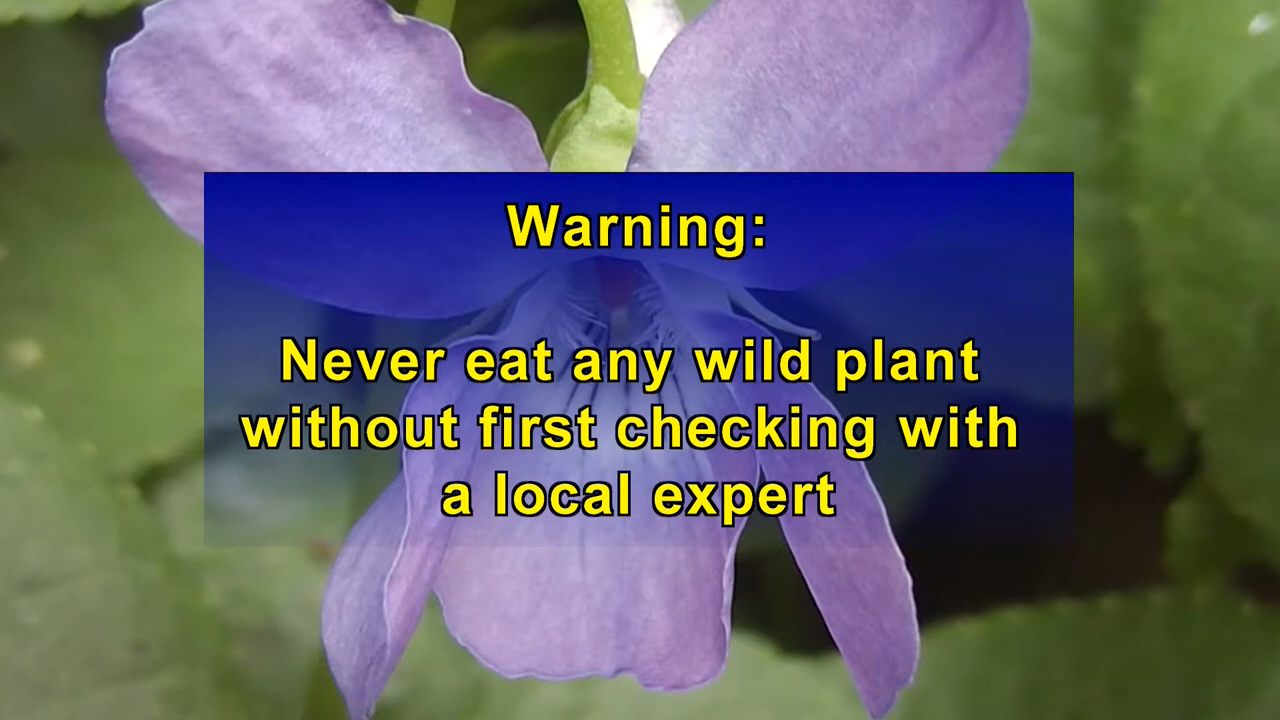 Warning:
Never eat any wild plant
without first checking with
a local expert